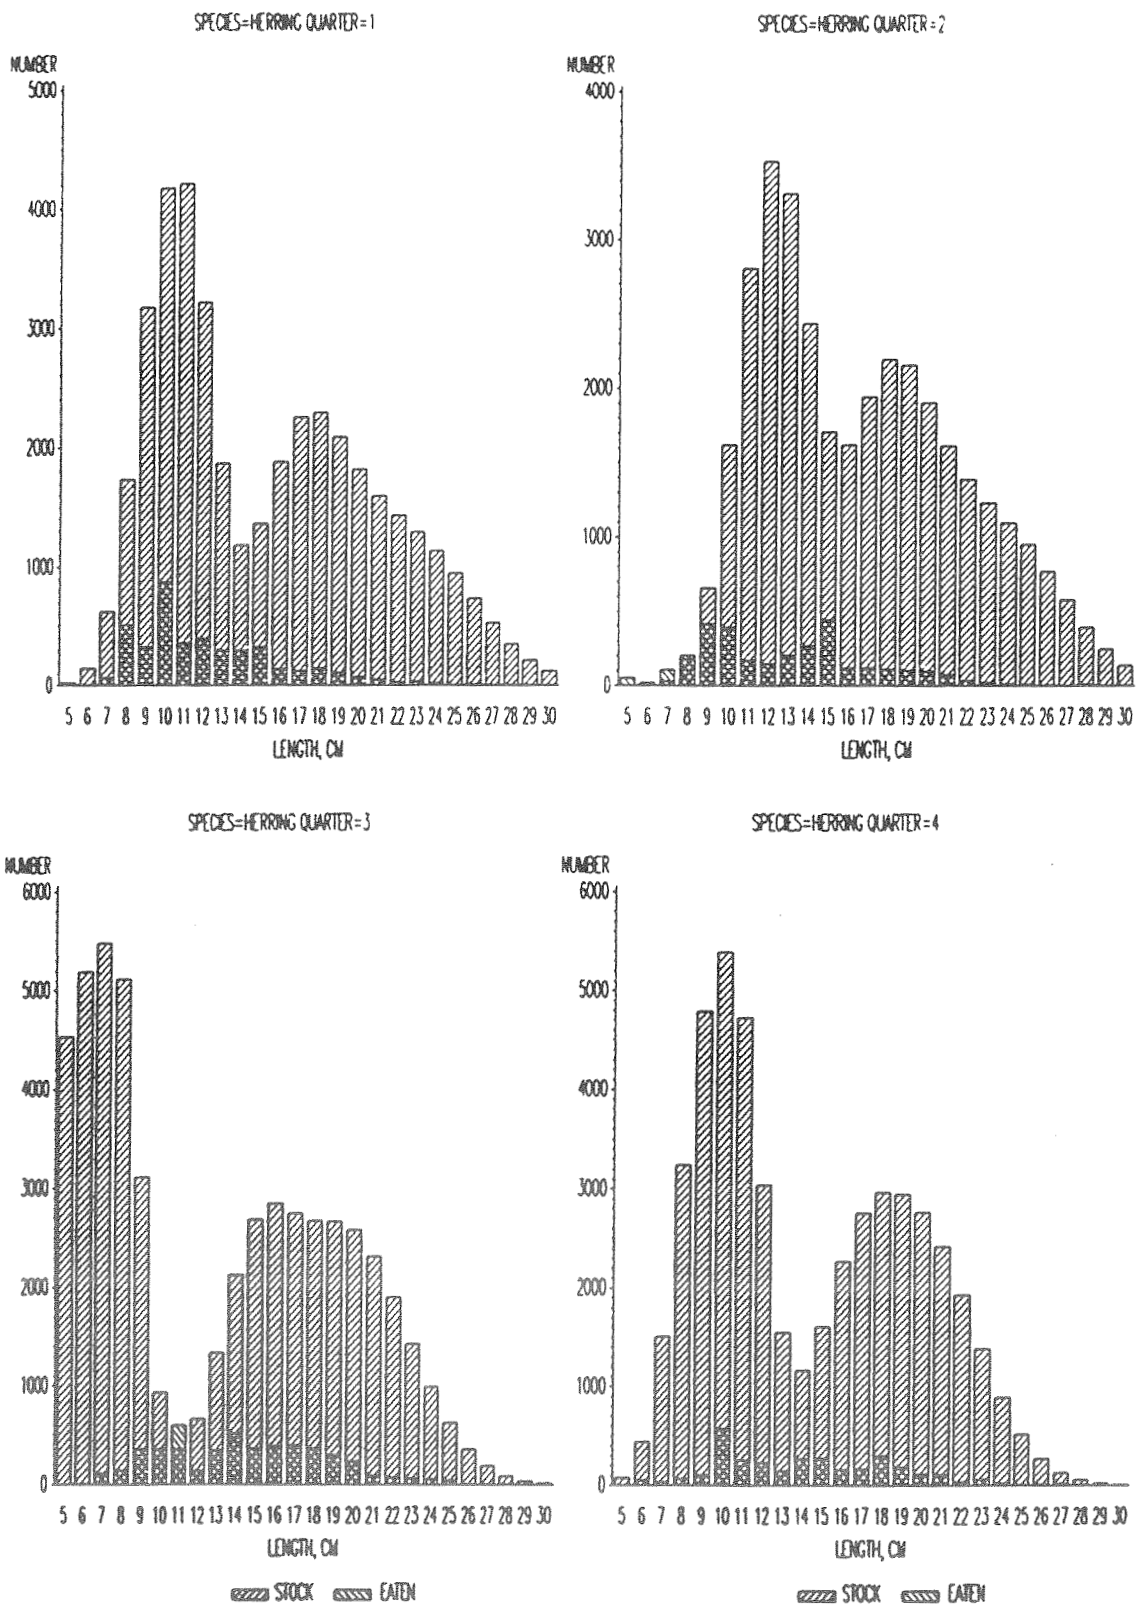 SPECIES=HERRING QUARTER=1
NUMBER
5000
4000
3000
2000
1000
0
5 6 7 8 9 10 11 12 13 14 15 16 17 18 19 20 21 22 23 24 25 26 27 28 29 30
LENGTH, CM
SPECIES=HERRING QUARTER=2
NUMBER
4000
3000
2000
1000
0
5 6 7 8 9 10 11 12 13 14 15 16 17 18 19 20 21 22 23 24 25 26 27 28 29 30
LENGTH, CM
SPECIES=HERRING QUARTER=3
NUMBER
6000
5000
4000
3000
2000
1000
0
5 6 7 8 9 10 11 12 13 14 15 16 17 18 19 20 21 22 23 24 25 26 27 28 29 30
LENGTH, CM
STOCK EATEN
SPECIES=HERRING QUARTER=4
NUMBER
6000
5000
4000
3000
2000
1000
0
5 6 7 8 9 10 11 12 13 14 15 16 17 18 19 20 21 22 23 24 25 26 27 28 29 30
LENGTH, CM
STOCK EATEN